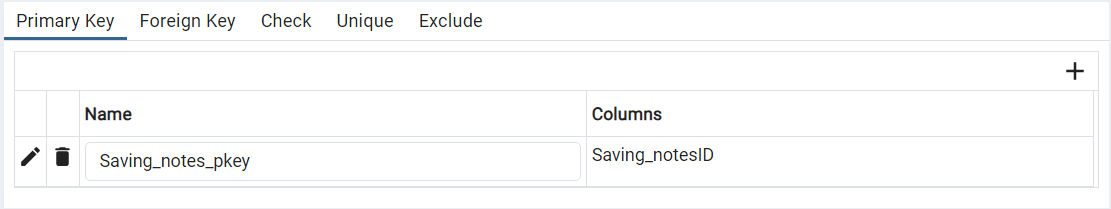 Primary Key Foreign Key Check Unique Exclude
Name Columns
Saving_notes_pkey Saving_notesID